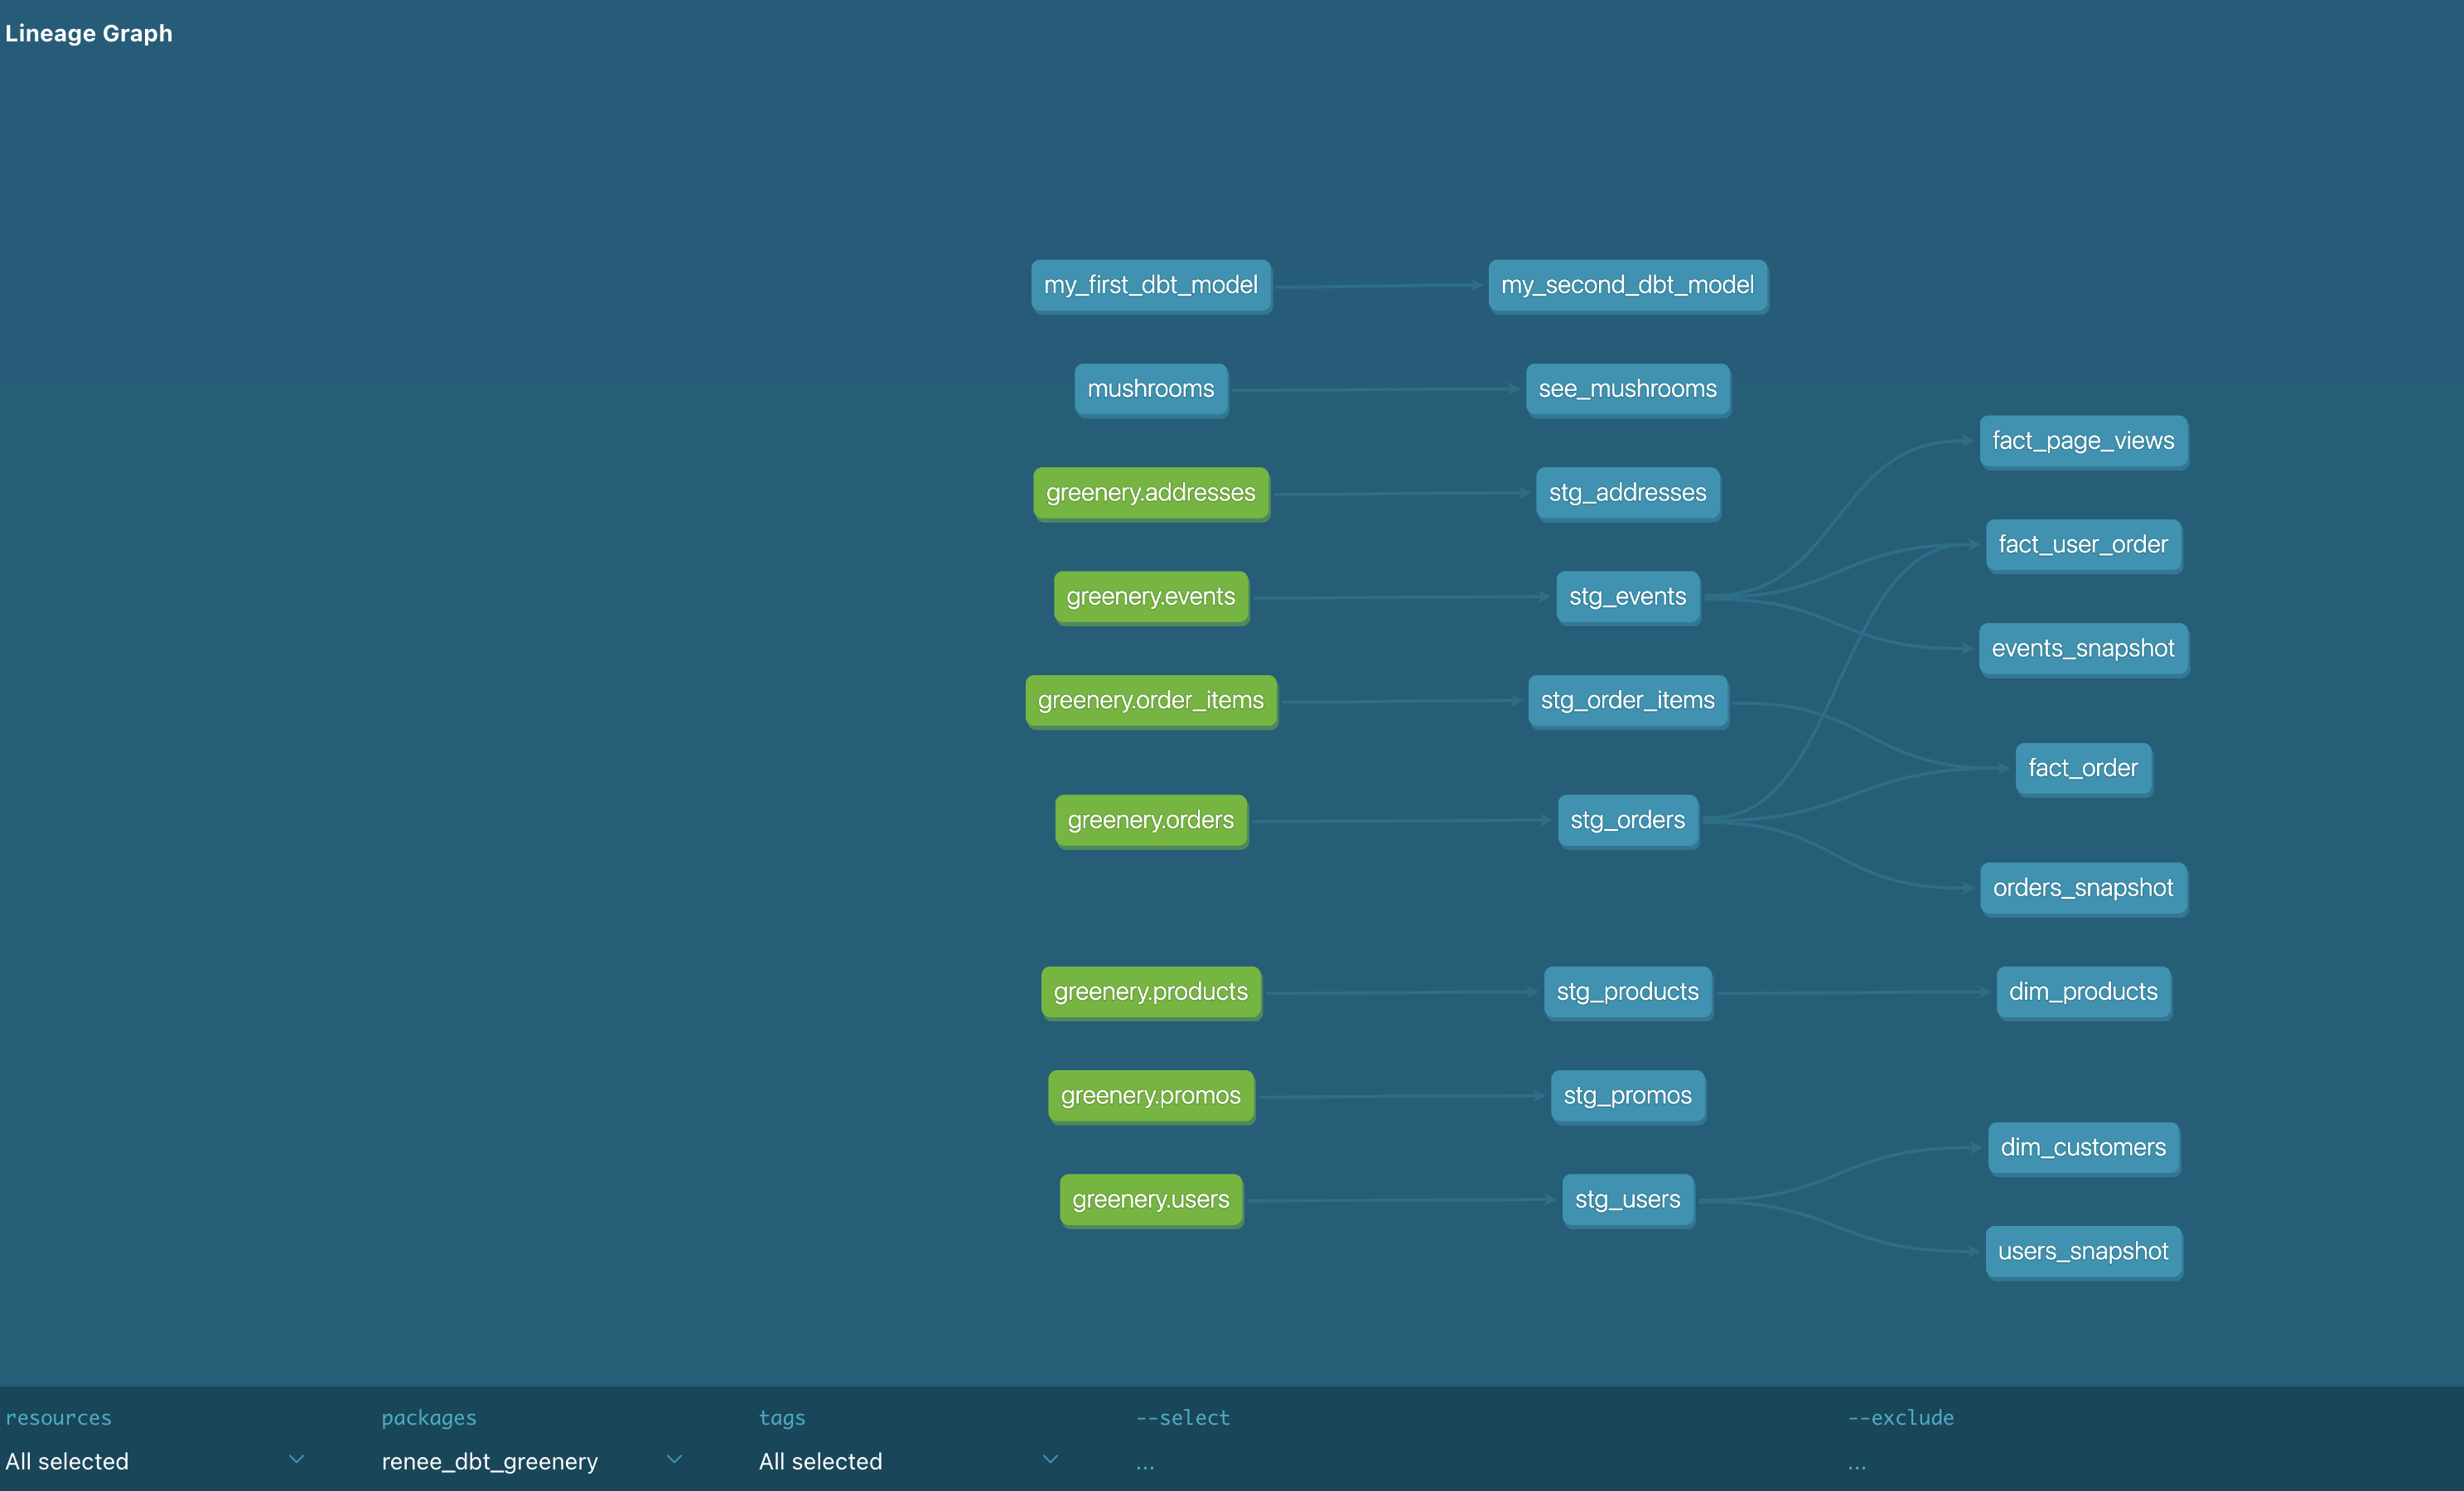 Lineage Graph
my_first_dbt_model
my_second_dbt_model
mushrooms
see_mushrooms
fact_page_views
greenery.addresses
stg_addresses
fact_user_order
greenery.events
stg_events
events_snapshot
greenery.order_items
stg_order_items
fact_order
greenery.orders
stg_orders
orders_snapshot
greenery.products
stg_products
dim_products
greenery.promos
stg_promos
dim_customers
greenery.users
stg_users
users_snapshot
resources
All selected
packages
renee_dbt_greenery
tags
All selected
--select
...
--exclude
...